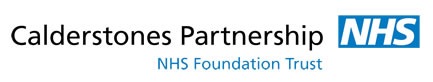 Calderstones Partnership NHS
NHS Foundation Trust